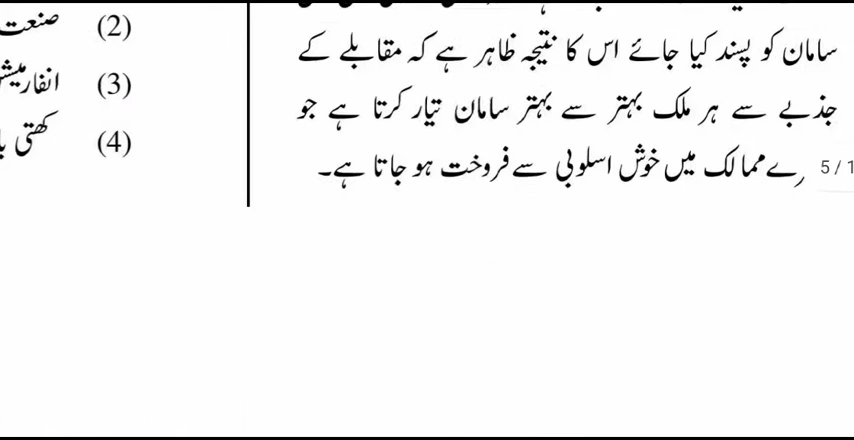 سامان کو پسند کیا جائے اس کا نتیجہ ظاہر ہے کہ مقابلے کے
جذبے سے ہر ملک بہتر سے بہتر سامان تیار کرتا ہے جو
رے ممالک میں خوش اسلوبی سے فروخت ہو جاتا ہے۔
5 / 1
(2) صنعت
(3)
(4) کھتی